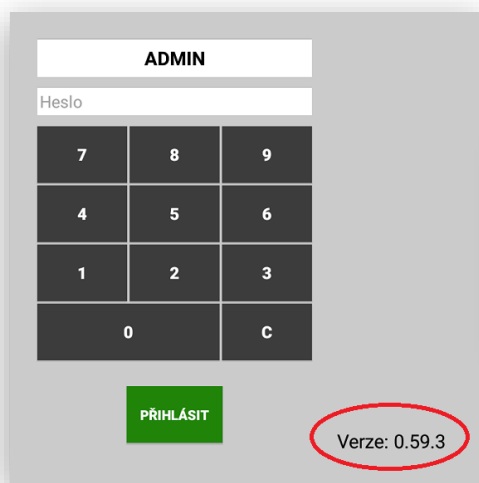 ADMIN
Heslo
7 8 9
4 5 6
1 2 3
0 C
PŘIHLÁSIT
Verze: 0.59.3